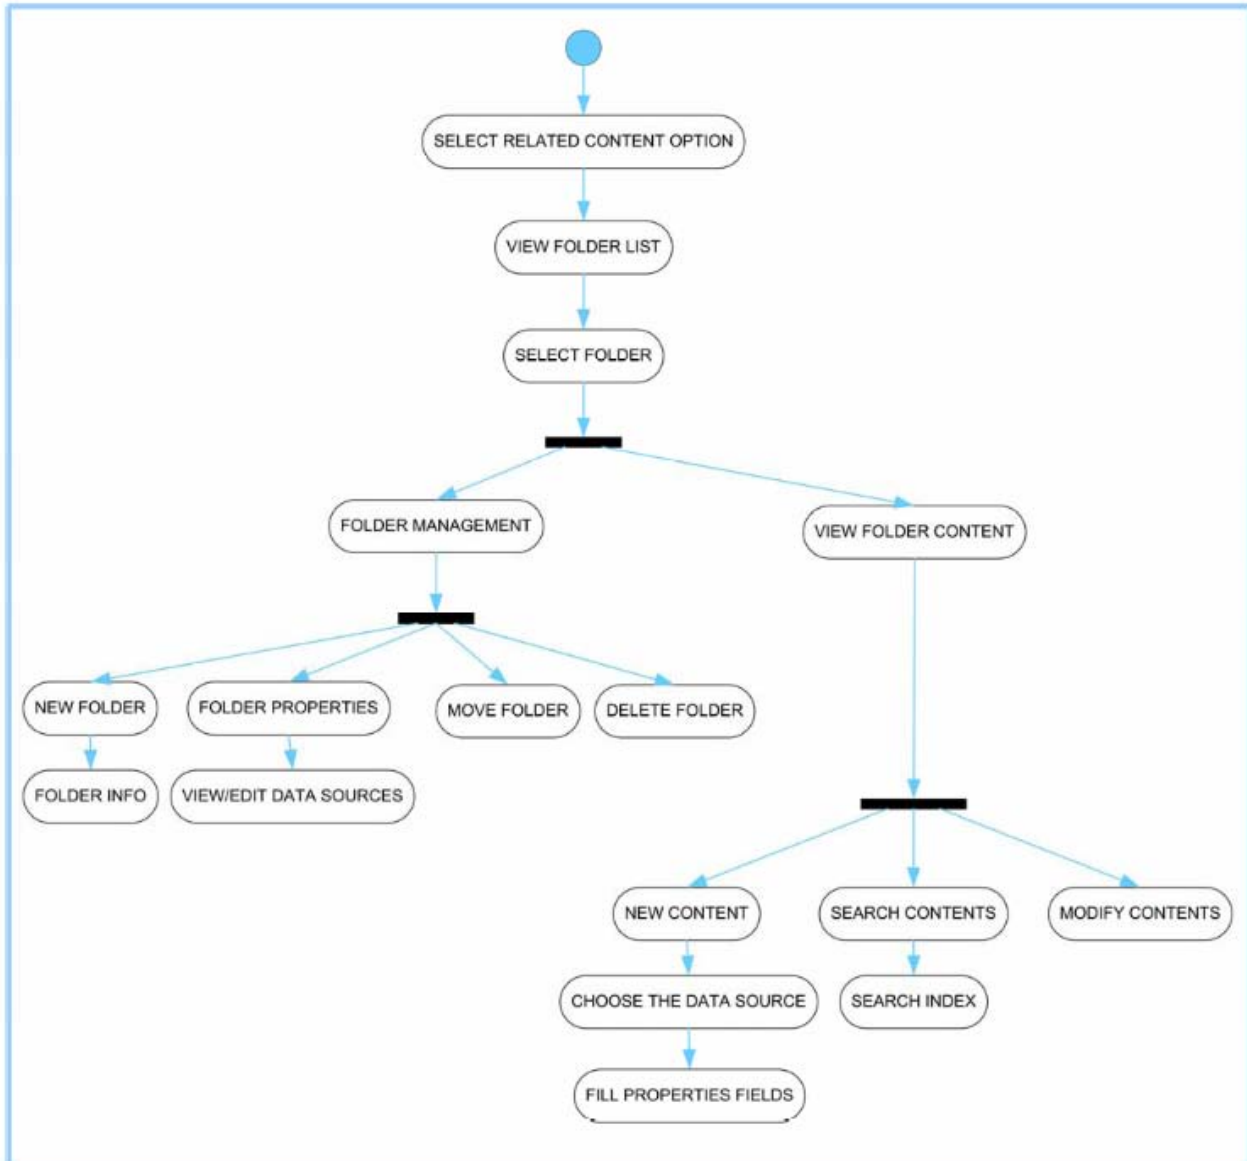 SELECT RELATED CONTENT OPTION
VIEW FOLDER LIST
SELECT FOLDER
FOLDER MANAGEMENT
VIEW FOLDER CONTENT
NEW FOLDER
FOLDER PROPERTIES
MOVE FOLDER
DELETE FOLDER
FOLDER INFO
VIEW/EDIT DATA SOURCES
NEW CONTENT
SEARCH CONTENTS
MODIFY CONTENTS
CHOOSE THE DATA SOURCE
SEARCH INDEX
FILL PROPERTIES FIELDS